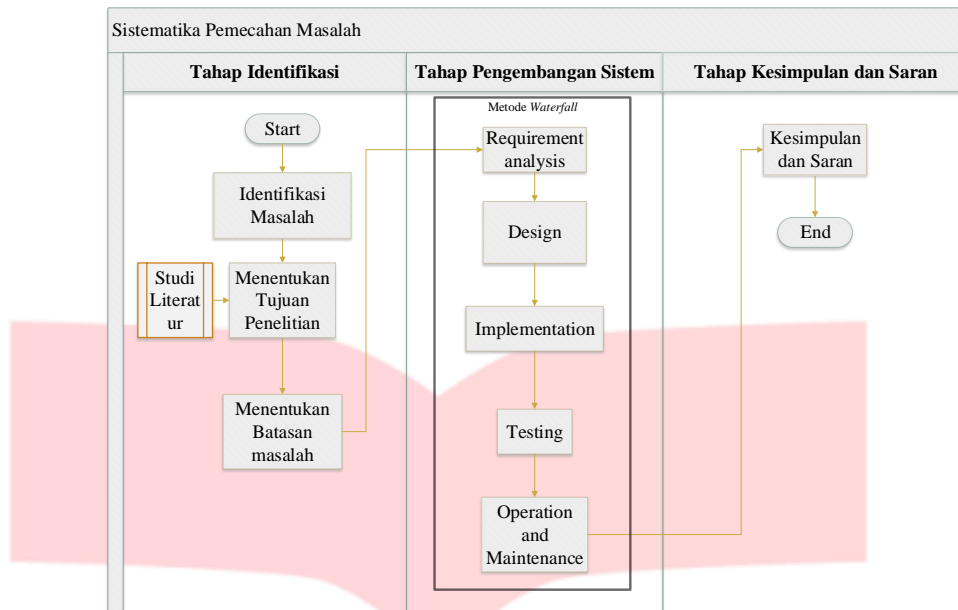 Sistematika Pemecahan Masalah
Tahap Identifikasi
Tahap Pengembangan Sistem
Tahap Kesimpulan dan Saran
Start
Identifikasi
Masalah
Studi
Literat
ur
Menentukan
Tujuan
Penelitian
Menentukan
Batasan
masalah
Metode Waterfall
Requirement
analysis
Design
Implementation
Testing
Operation
and
Maintenance
Kesimpulan
dan Saran
End